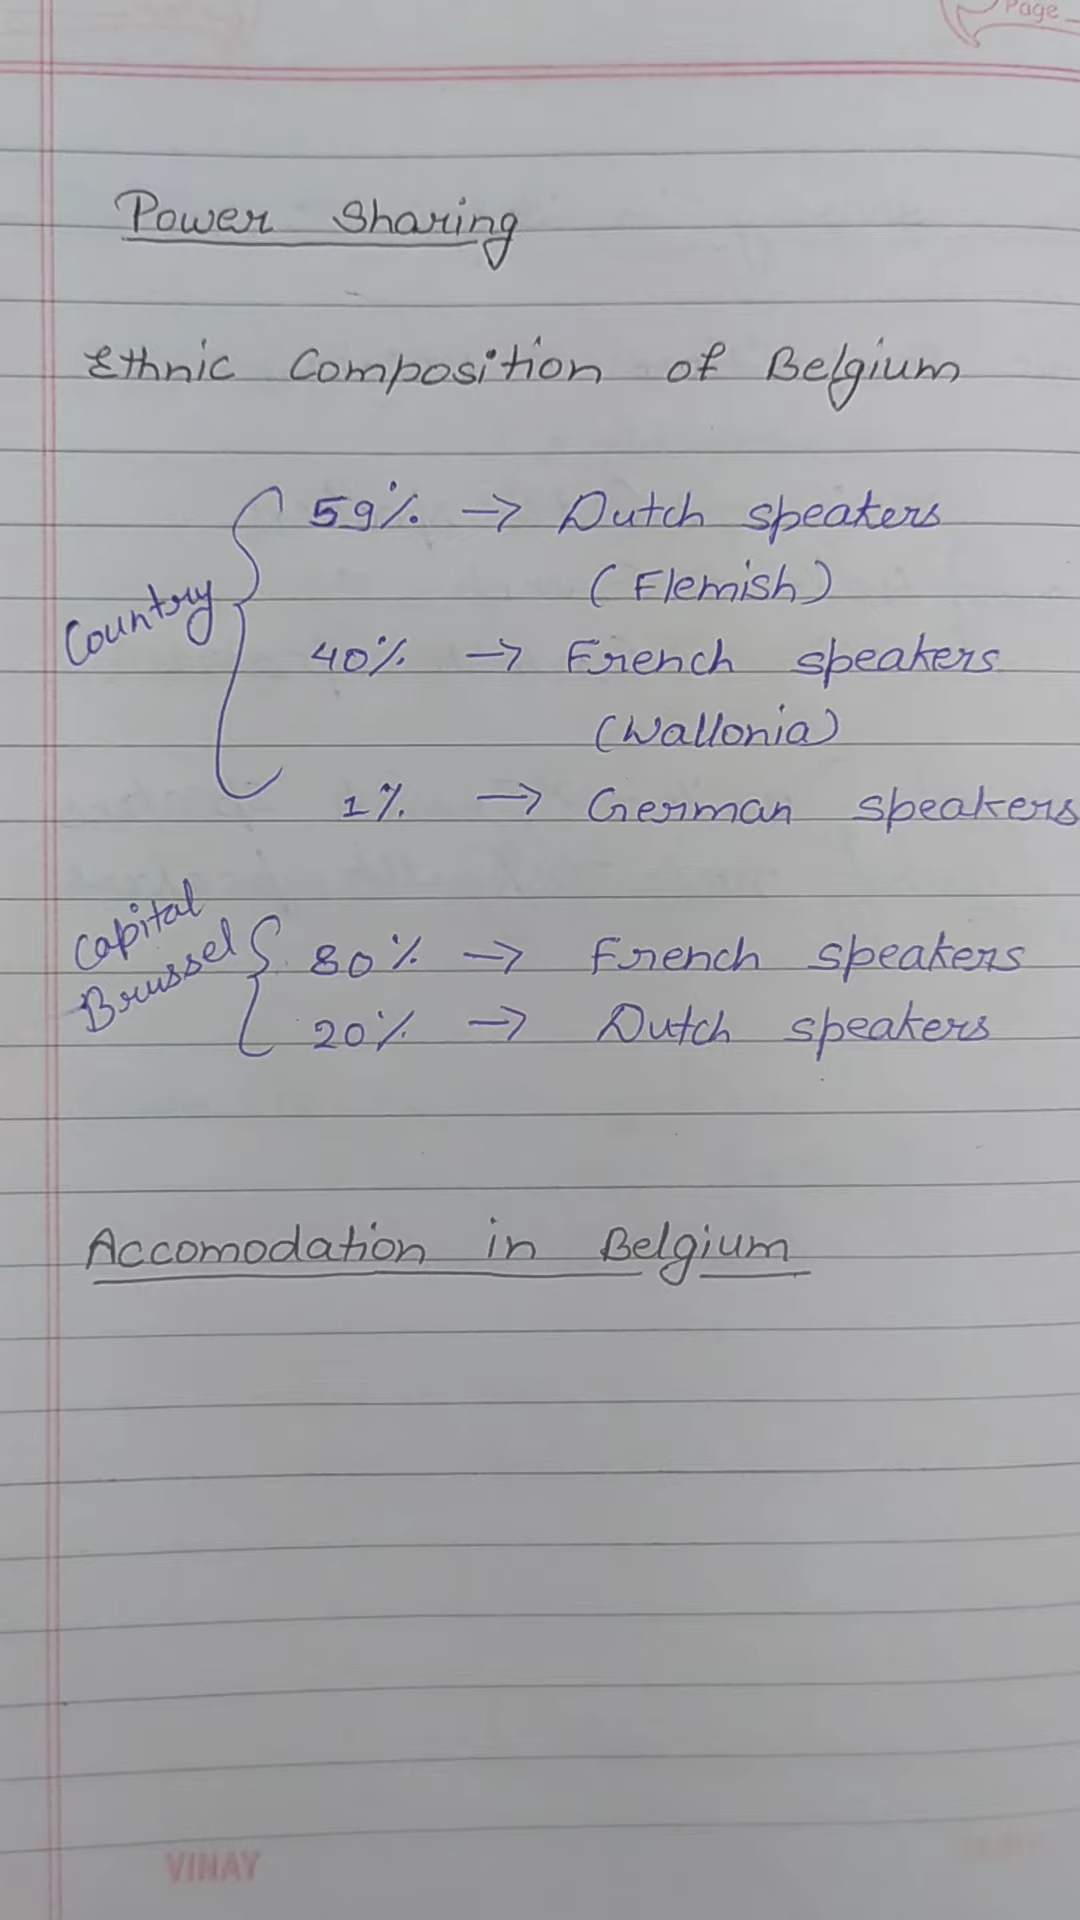 Page
Power Sharing
Ethnic Composition of Belgium
59% → Dutch speakers
(Flemish)
Country
40% → French speakers
(Wallonia)
1% → German speakers
Capital
Brussel
80% → French speakers
20% → Dutch speakers
Accomodation in Belgium
VINAY